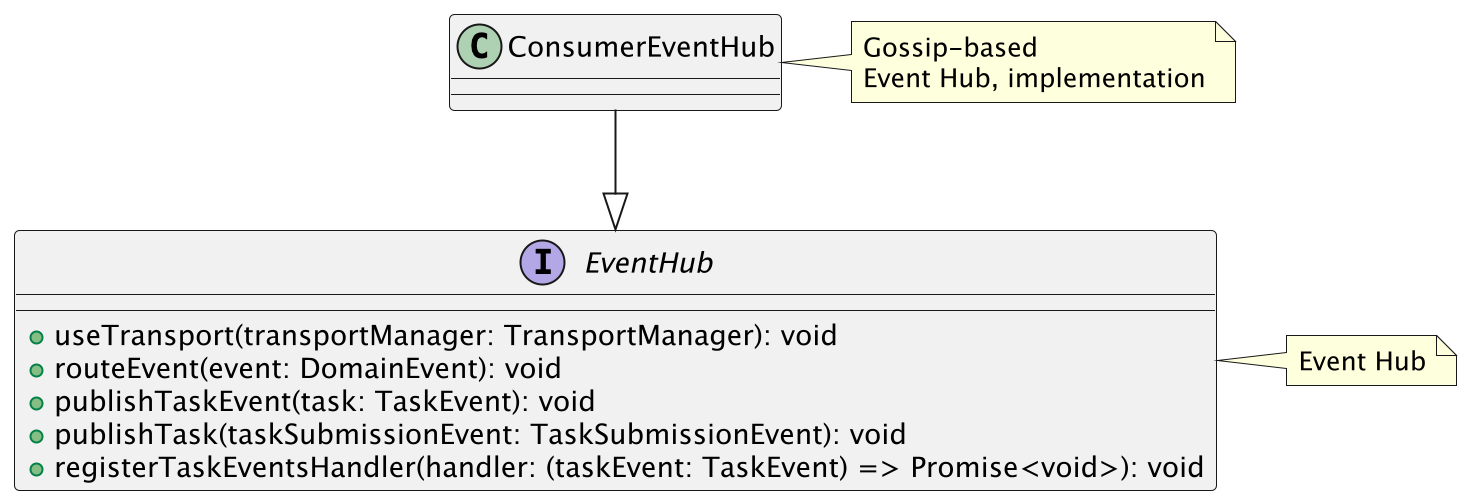 C ConsumerEventHub
Gossip-based
Event Hub, implementation
I EventHub
useTransport(transportManager: TransportManager): void
routeEvent(event: DomainEvent): void
publishTaskEvent(task: TaskEvent): void
publishTask(taskSubmissionEvent: TaskSubmissionEvent): void
registerTaskEventsHandler(handler: (taskEvent: TaskEvent) => Promise<void>): void
Event Hub